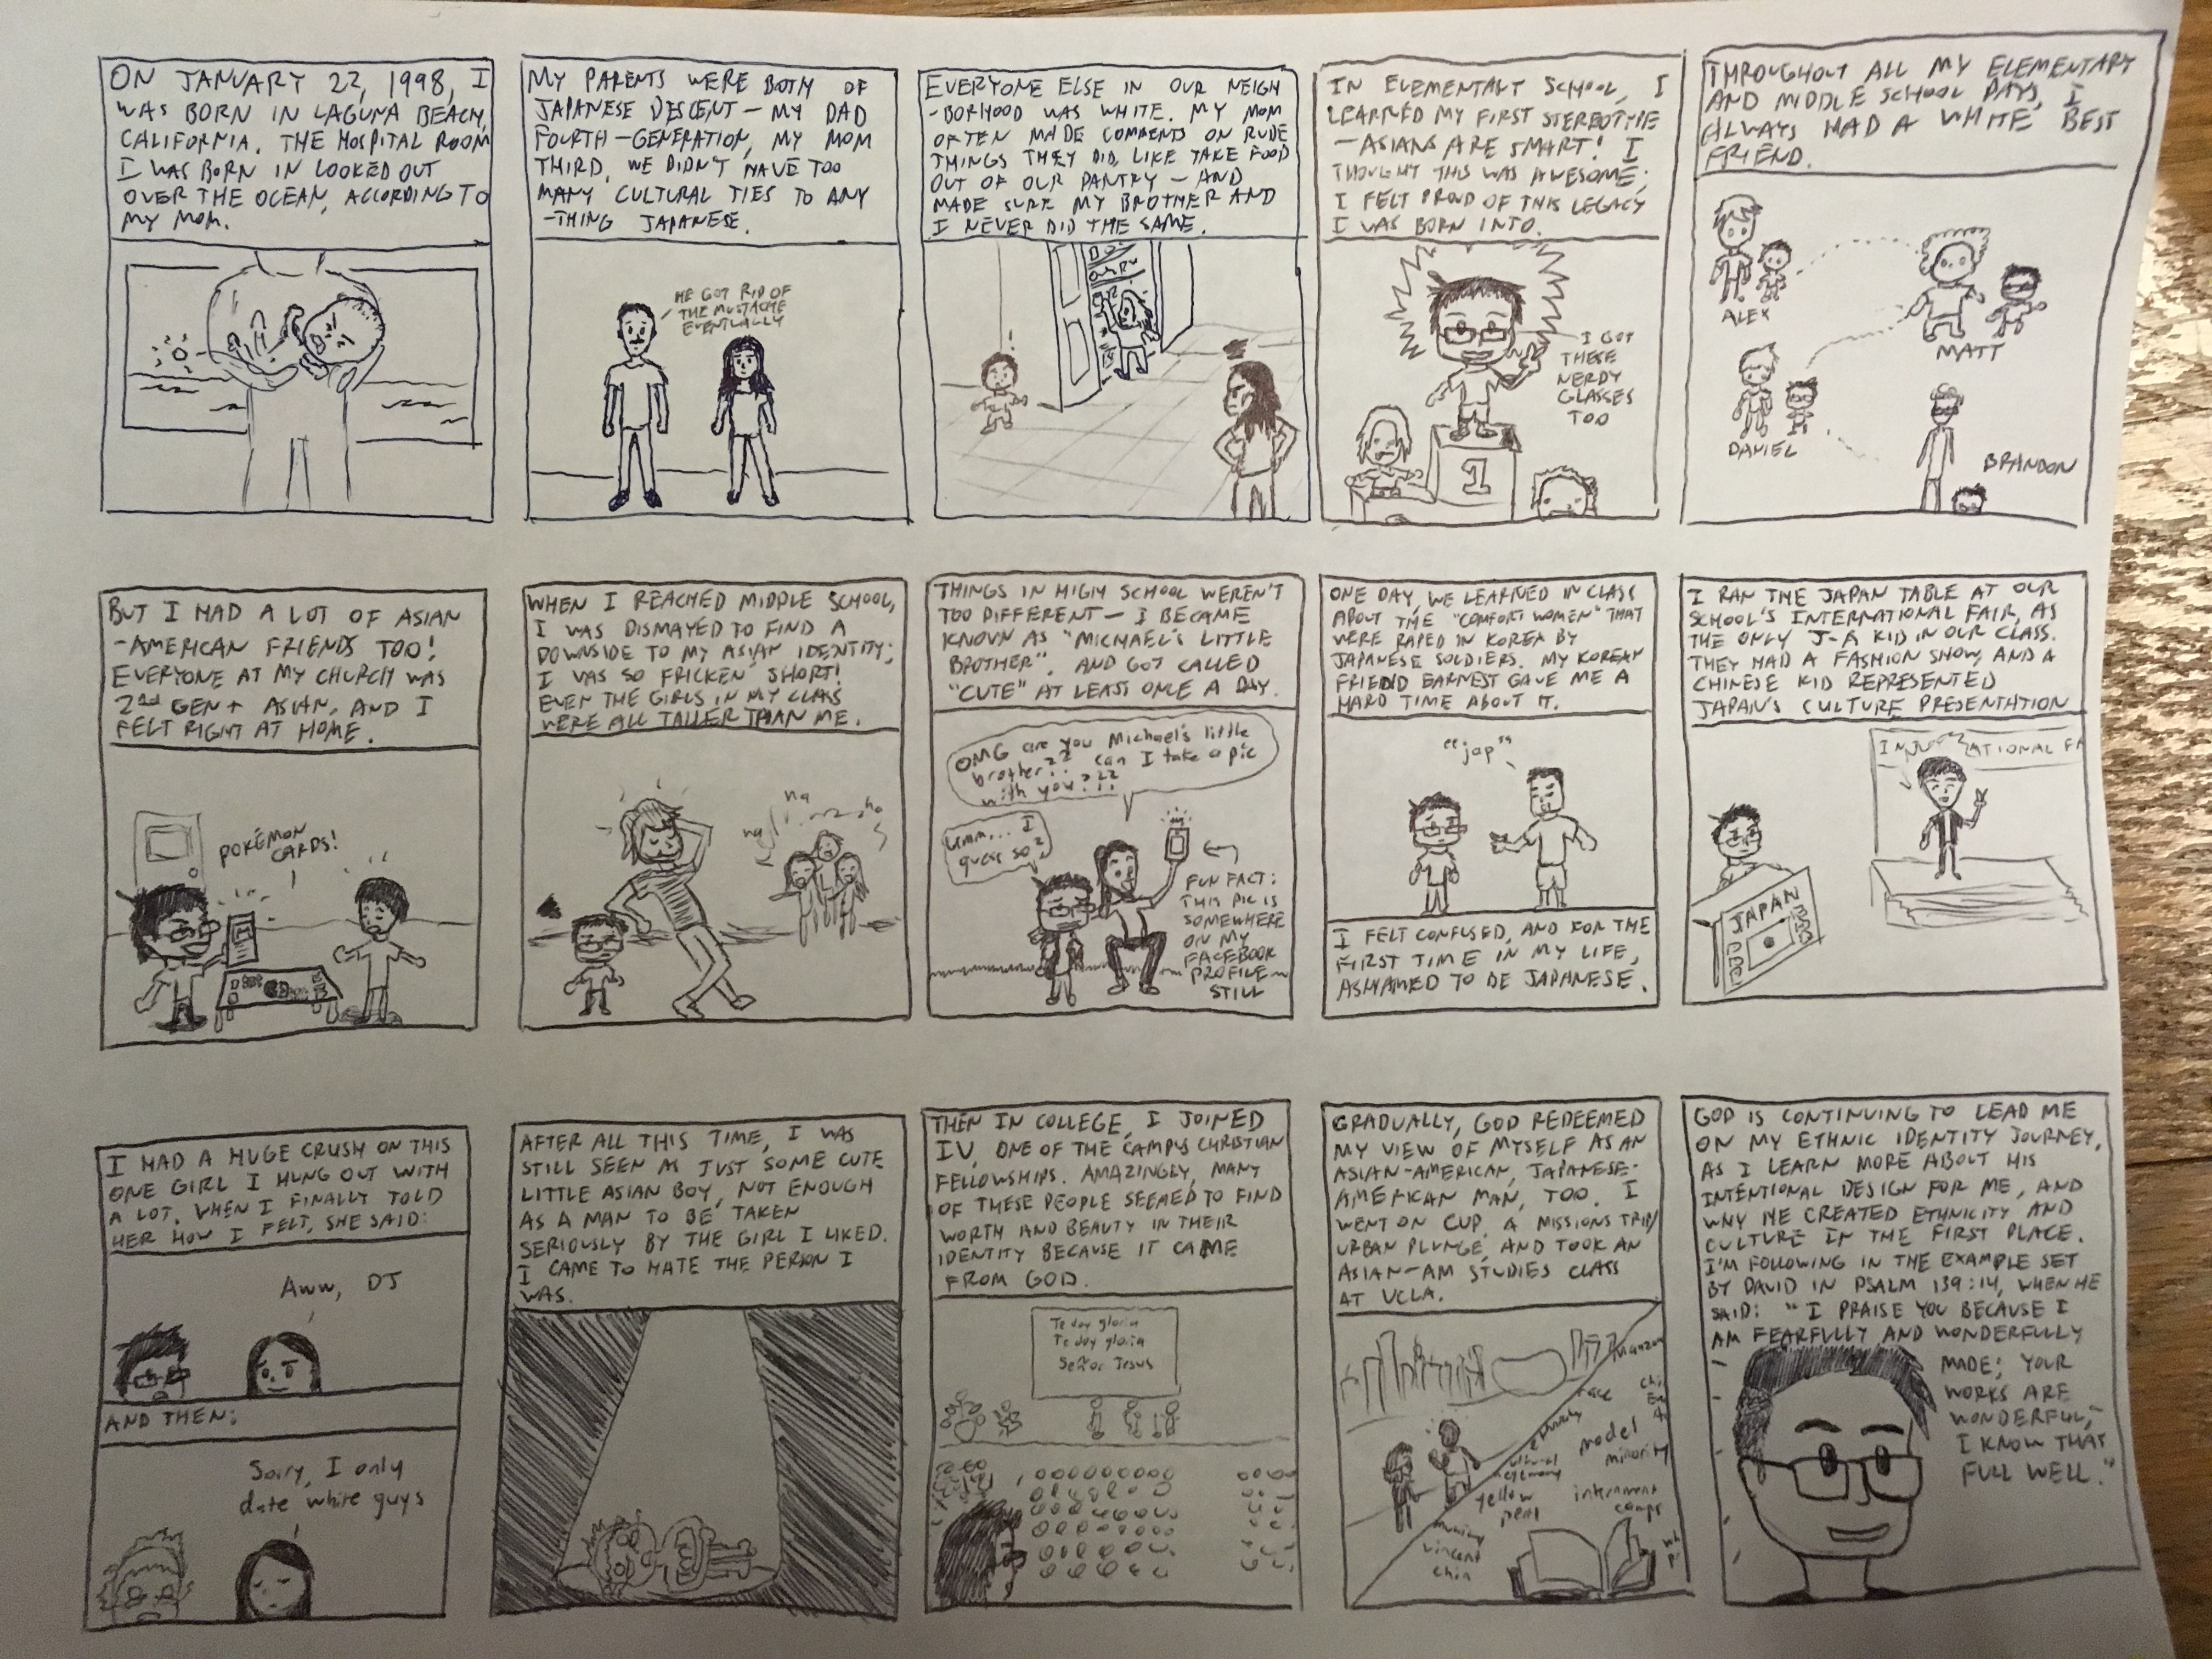 ON JANUARY 22, 1998, I
WAS BORN IN LAGUNA BEACH,
CALIFORNIA. THE HOSPITAL ROOM
I WAS BORN IN LOOKED OUT
OVER THE OCEAN, ACCORDING TO
MY MOM.
MY PARENTS WERE BOTH OF
JAPANESE DESCENT - MY DAD
FOURTH-GENERATION, MY MOM
THIRD. WE DIDN'T HAVE TOO
MANY CULTURAL TIES TO ANY
-THING JAPANESE.
HE GOT RID OF
THE MUSTACHE
EVENTUALLY
EVERYONE ELSE IN OUR NEIGH
-BORHOOD WAS WHITE. MY MOM
OFTEN MADE COMMENTS ON RUDE
THINGS THEY DID, LIKE TAKE FOOD
OUT OF OUR PANTRY - AND
MADE SURE MY BROTHER AND
I NEVER DID THE SAME.
IN ELEMENTARY SCHOOL, I
LEARNED MY FIRST STEREOTYPE
- ASIANS ARE SMART! I
THOUGHT THIS WAS AWESOME;
I FELT PROUD OF THIS LEGACY
I WAS BORN INTO.
I GOT
THESE
NERDY
GLASSES
TOO
1
THROUGHOUT ALL MY ELEMENTARY
AND MIDDLE SCHOOL DAYS, I
ALWAYS HAD A WHITE BEST
FRIEND.
ALEX
MATT
DANIEL
BRANDON
BUT I HAD A LOT OF ASIAN
-AMERICAN FRIENDS TOO!
EVERYONE AT MY CHURCH WAS
2nd GEN+ ASIAN, AND I
FELT RIGHT AT HOME.
POKÉMON
CARDS!
WHEN I REACHED MIDDLE SCHOOL,
I WAS DISMAYED TO FIND A
DOWNSIDE TO MY ASIAN IDENTITY;
I WAS SO FRICKEN SHORT!
EVEN THE GIRLS IN MY CLASS
WERE ALL TALLER THAN ME.
THINGS IN HIGH SCHOOL WEREN'T
TOO DIFFERENT - I BECAME
KNOWN AS "MICHAEL'S LITTLE
BROTHER", AND GOT CALLED
"CUTE" AT LEAST ONCE A DAY.
OMG are you Michael's little
brother?? can I take a pic
with you??!!
Umm... I
guess so?
FUN FACT:
THIS PIC IS
SOMEWHERE
ON MY
FACEBOOK
PROFILE
STILL
ONE DAY, WE LEARNED IN CLASS
ABOUT THE "COMFORT WOMEN" THAT
WERE RAPED IN KOREA BY
JAPANESE SOLDIERS. MY KOREAN
FRIEND EARNEST GAVE ME A
HARD TIME ABOUT IT.
"jap"
I FELT CONFUSED, AND FOR THE
FIRST TIME IN MY LIFE,
ASHAMED TO BE JAPANESE.
I RAN THE JAPAN TABLE AT OUR
SCHOOL'S INTERNATIONAL FAIR, AS
THE ONLY J-A KID IN OUR CLASS.
THEY HAD A FASHION SHOW, AND A
CHINESE KID REPRESENTED
JAPAN'S CULTURE PRESENTATION
JAPAN
I HAD A HUGE CRUSH ON THIS
ONE GIRL I HUNG OUT WITH
A LOT. WHEN I FINALLY TOLD
HER HOW I FELT, SHE SAID:
Aww, DJ
AND THEN:
Sorry, I only
date white guys
AFTER ALL THIS TIME, I WAS
STILL SEEN AS JUST SOME CUTE
LITTLE ASIAN BOY, NOT ENOUGH
AS A MAN TO BE TAKEN
SERIOUSLY BY THE GIRL I LIKED.
I CAME TO HATE THE PERSON I
WAS.
THEN IN COLLEGE, I JOINED
IV, ONE OF THE CAMPUS CHRISTIAN
FELLOWSHIPS. AMAZINGLY, MANY
OF THESE PEOPLE SEEMED TO FIND
WORTH AND BEAUTY IN THEIR
IDENTITY BECAUSE IT CAME
FROM GOD.
GRADUALLY, GOD REDEEMED
MY VIEW OF MYSELF AS AN
ASIAN-AMERICAN, JAPANESE-
AMERICAN MAN, TOO. I
WENT ON CUP, A MISSIONS TRIP/
URBAN PLUNGE, AND TOOK AN
ASIAN-AM STUDIES CLASS
AT UCLA.
model
minority
yellow
peril
internment
camps
vincent
chin
GOD IS CONTINUING TO LEAD ME
ON MY ETHNIC IDENTITY JOURNEY,
AS I LEARN MORE ABOUT HIS
INTENTIONAL DESIGN FOR ME, AND
WHY HE CREATED ETHNICITY AND
CULTURE IN THE FIRST PLACE.
I'M FOLLOWING IN THE EXAMPLE SET
BY DAVID IN PSALM 139:14, WHEN HE
SAID: "I PRAISE YOU BECAUSE I
AM FEARFULLY AND WONDERFULLY
MADE; YOUR
WORKS ARE
WONDERFUL,
I KNOW THAT
FULL WELL."